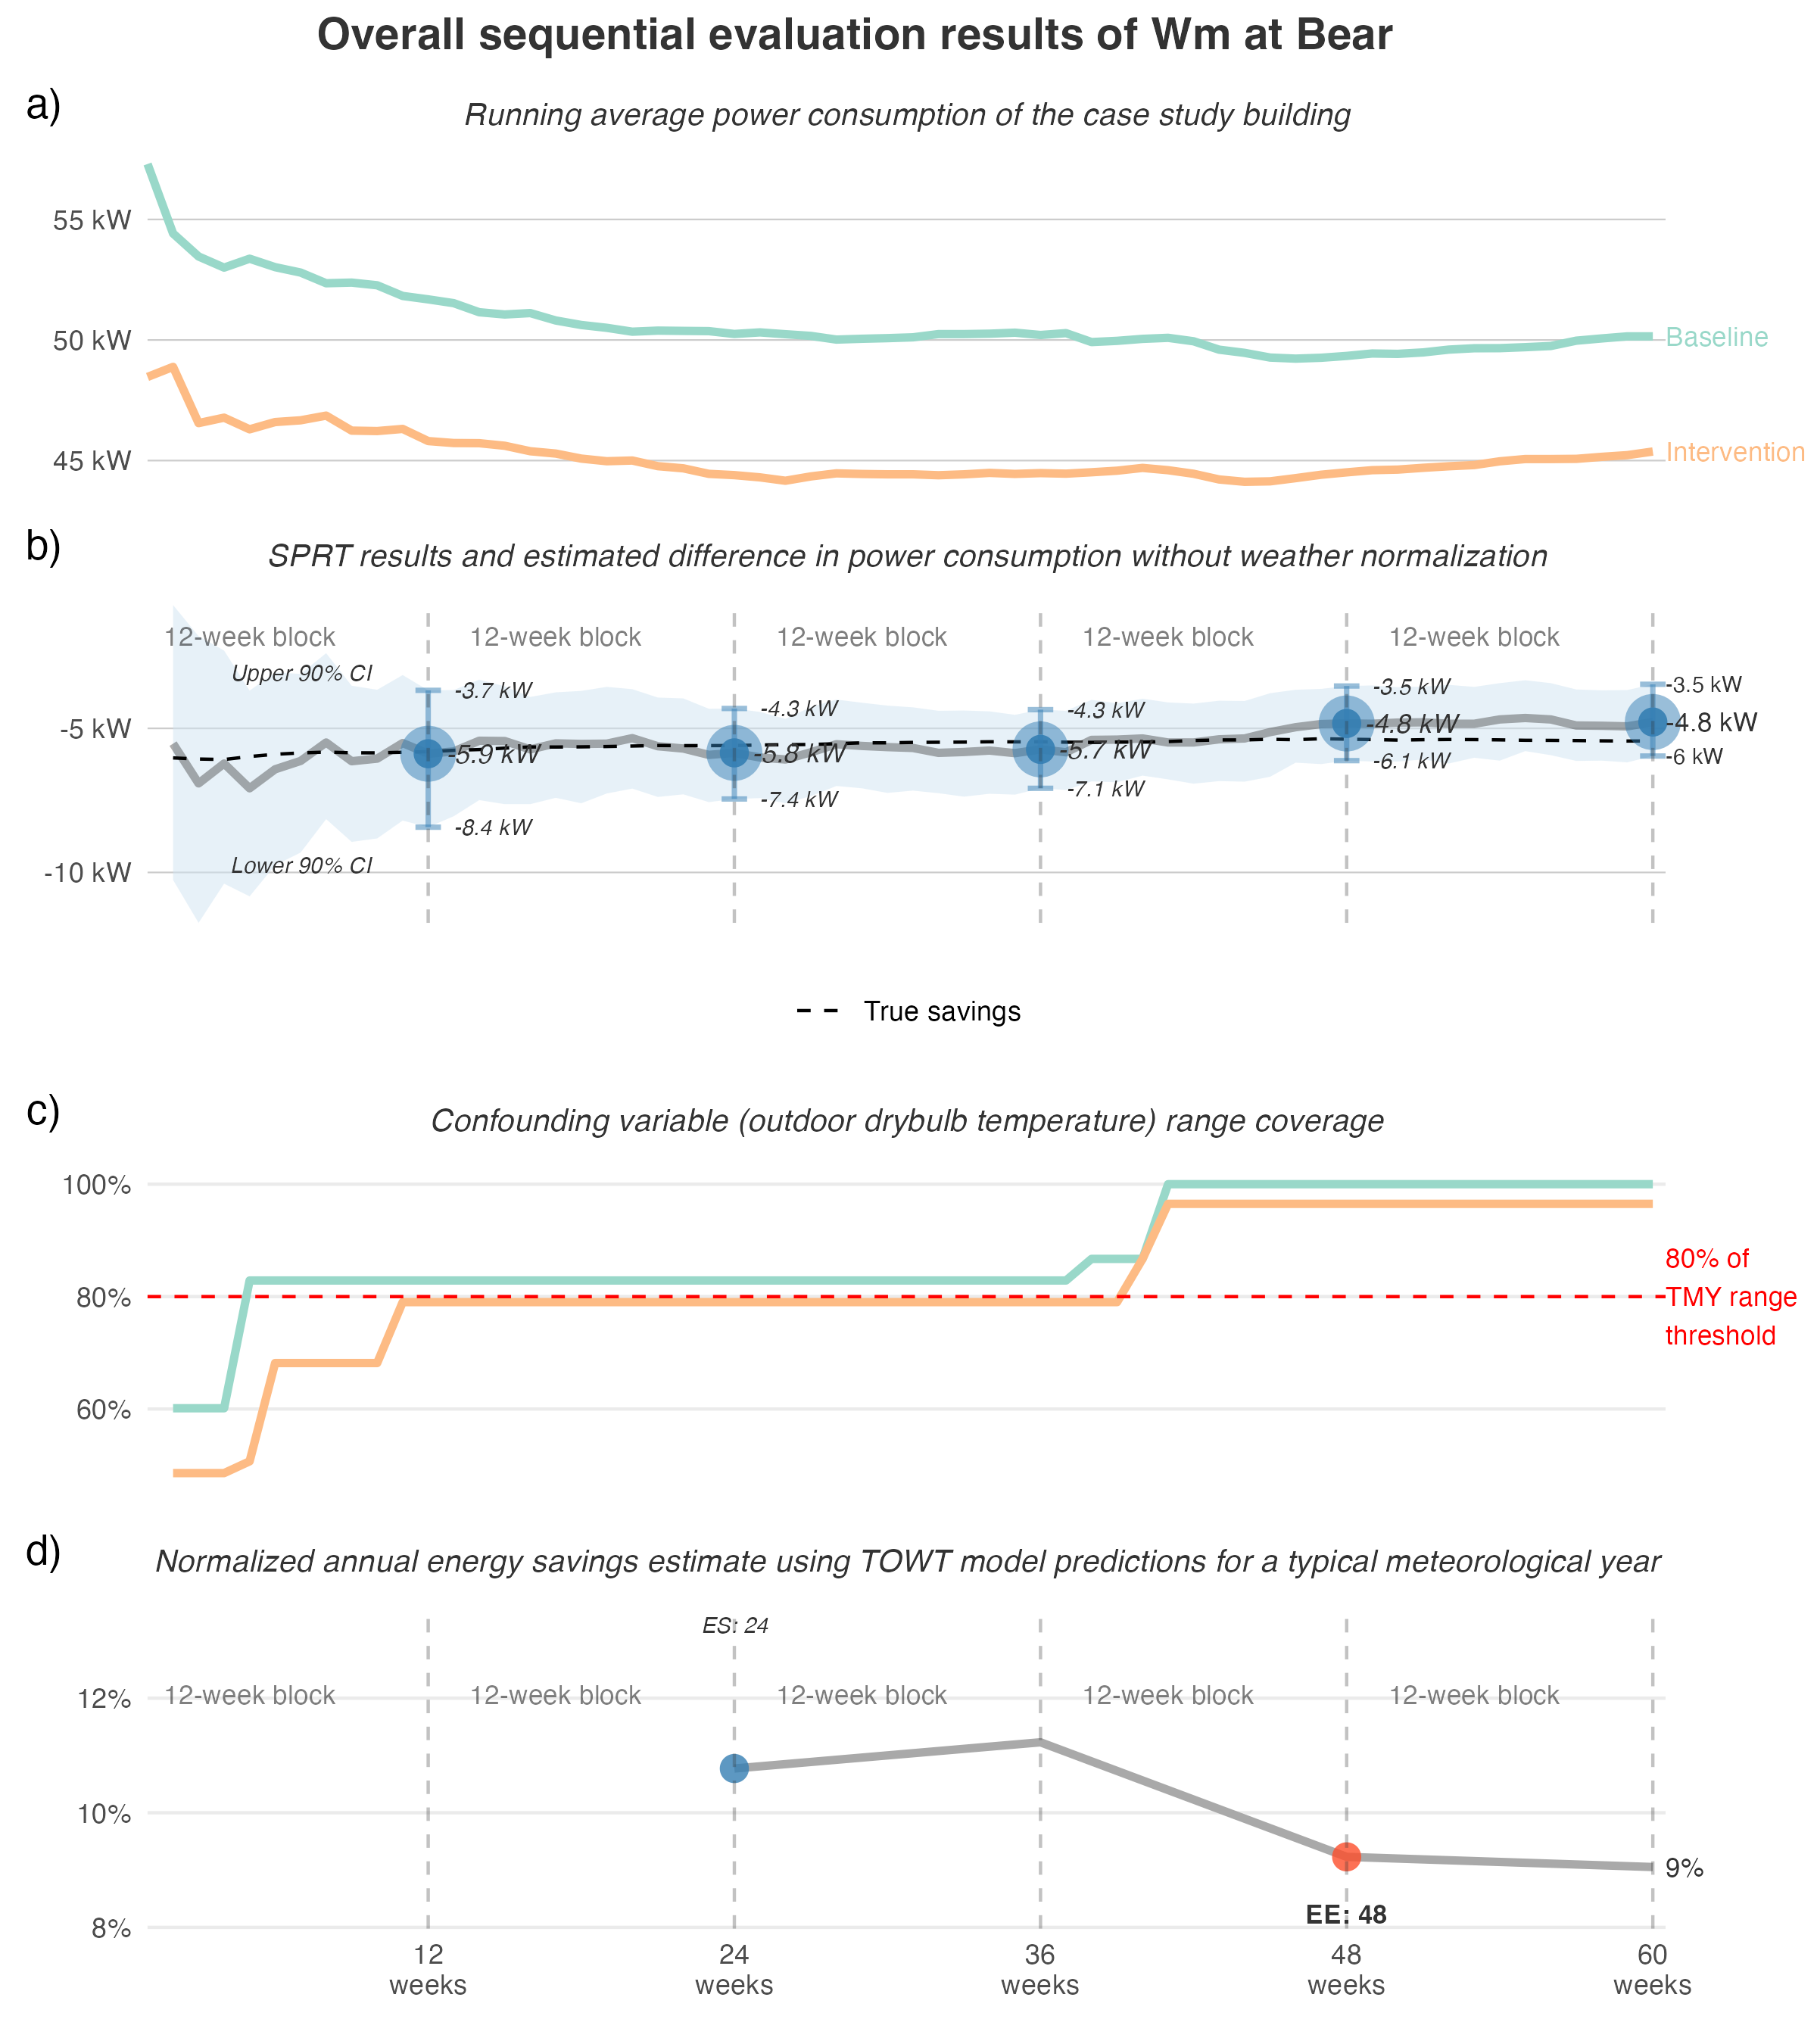 Overall sequential evaluation results of Wm at Bear
a)
Running average power consumption of the case study building
55 kW
50 kW
45 kW
Baseline
Intervention
b)
SPRT results and estimated difference in power consumption without weather normalization
12-week block 12-week block 12-week block 12-week block 12-week block
Upper 90% CI
-3.7 kW
-4.3 kW
-4.3 kW
-3.5 kW
-3.5 kW
-5 kW
-5.9 kW
-5.8 kW
-5.7 kW
-4.8 kW
-4.8 kW
-8.4 kW
-7.4 kW
-7.1 kW
-6.1 kW
-6 kW
Lower 90% CI
-10 kW
True savings
c)
Confounding variable (outdoor drybulb temperature) range coverage
100%
80%
60%
80% of
TMY range
threshold
d)
Normalized annual energy savings estimate using TOWT model predictions for a typical meteorological year
ES: 24
12%
12-week block 12-week block 12-week block 12-week block 12-week block
10%
9%
EE: 48
8%
12 24 36 48 60
weeks weeks weeks weeks weeks